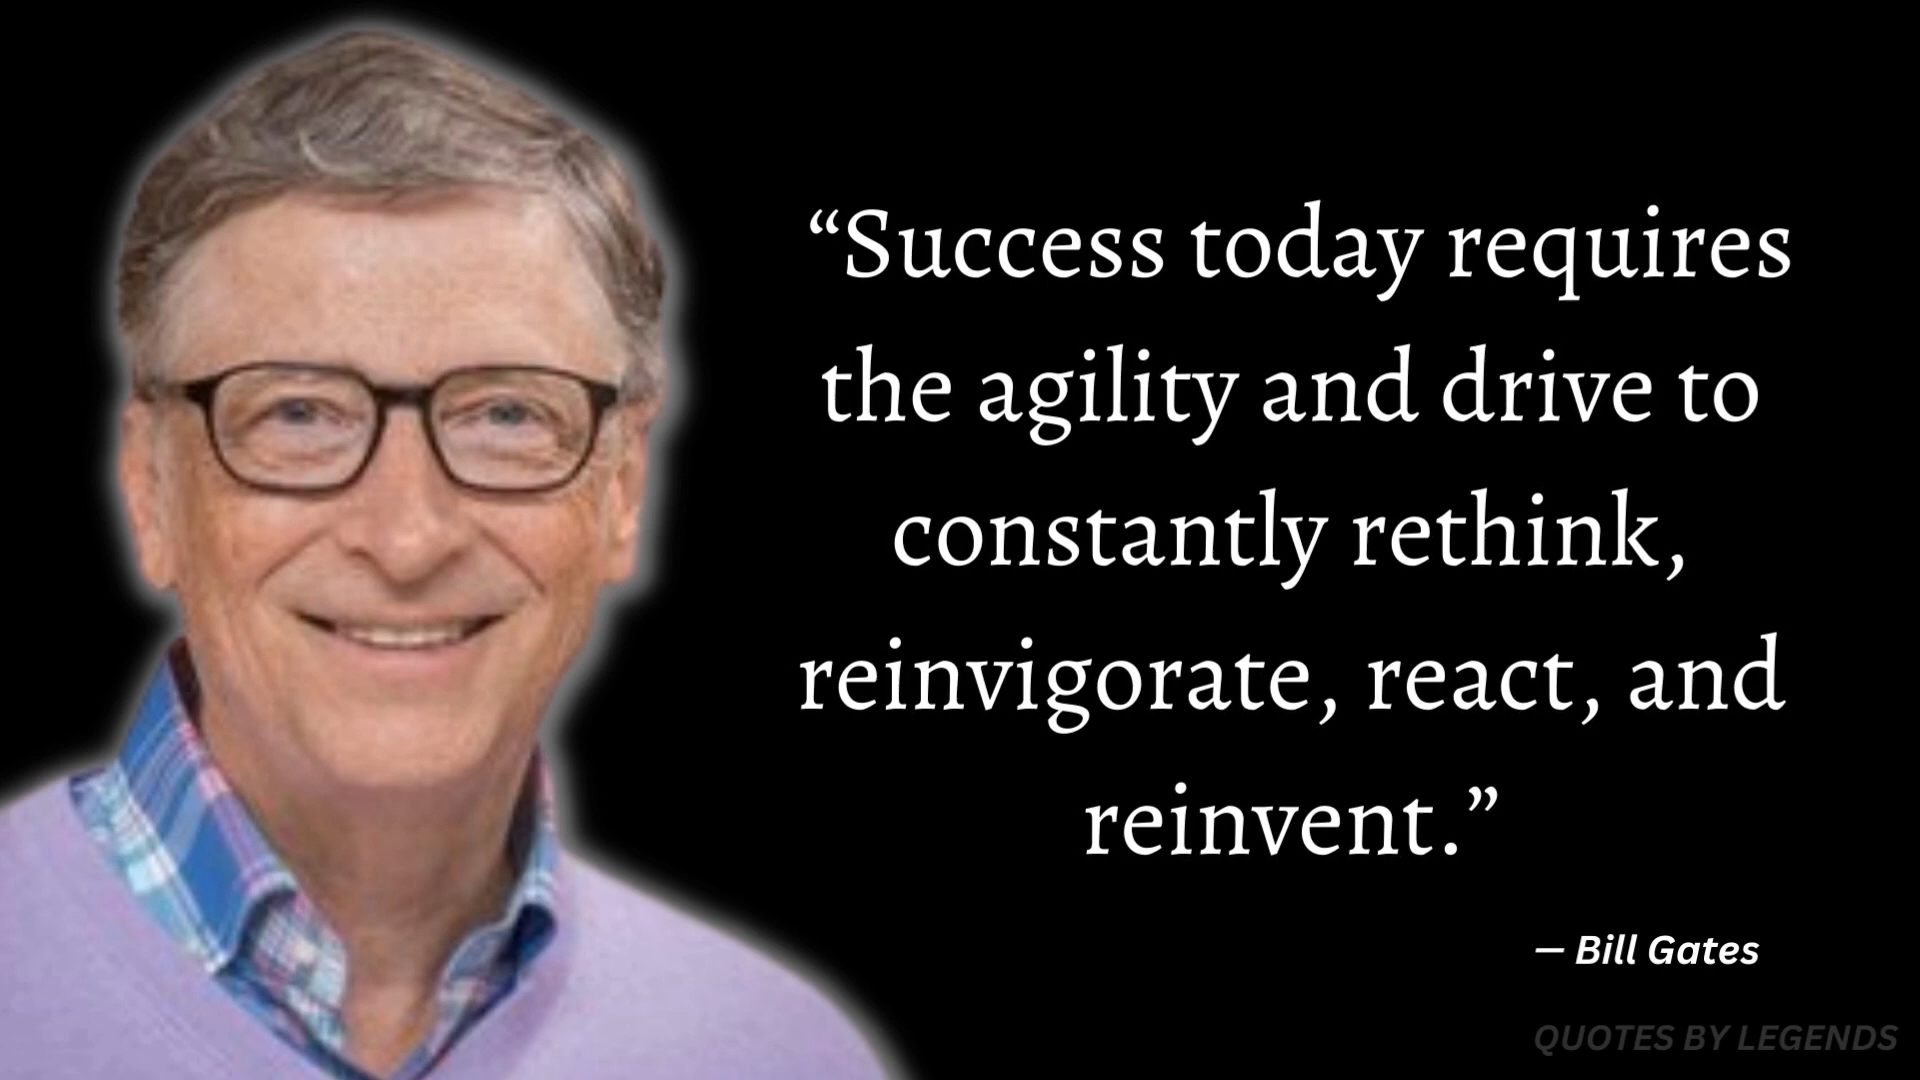 “Success today requires
the agility and drive to
constantly rethink,
reinvigorate, react, and
reinvent.”
– Bill Gates
QUOTES BY LEGENDS